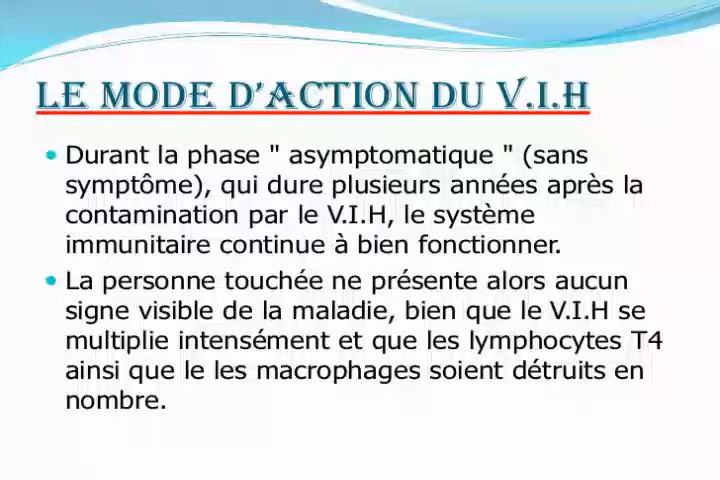 LE MODE D'ACTION DU V.I.H
• Durant la phase " asymptomatique " (sans
symptôme), qui dure plusieurs années après la
contamination par le V.I.H, le système
immunitaire continue à bien fonctionner.
• La personne touchée ne présente alors aucun
signe visible de la maladie, bien que le V.I.H se
multiplie intensément et que les lymphocytes T4
ainsi que le les macrophages soient détruits en
nombre.